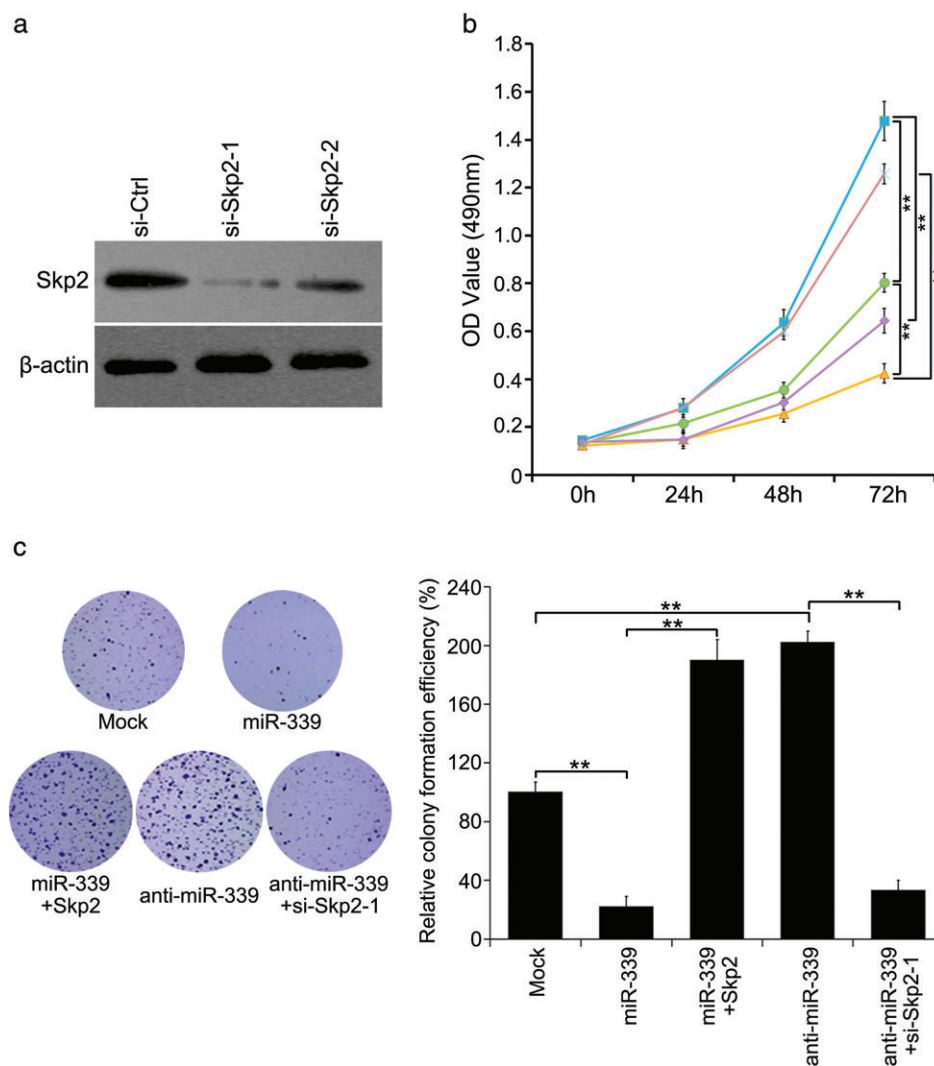 a
si-Ctrl
si-Skp2-1
si-Skp2-2
Skp2
β-actin
b
OD Value (490nm)
1.8
1.6
1.4
1.2
1.0
0.8
0.6
0.4
0.2
0
0h
24h
48h
72h
**
**
**
c
Mock
miR-339
miR-339
+Skp2
anti-miR-339
anti-miR-339
+si-Skp2-1
Relative colony formation efficiency (%)
240
200
160
120
80
40
0
**
**
**
**
Mock
miR-339
miR-339
+Skp2
anti-miR-339
anti-miR-339
+si-Skp2-1